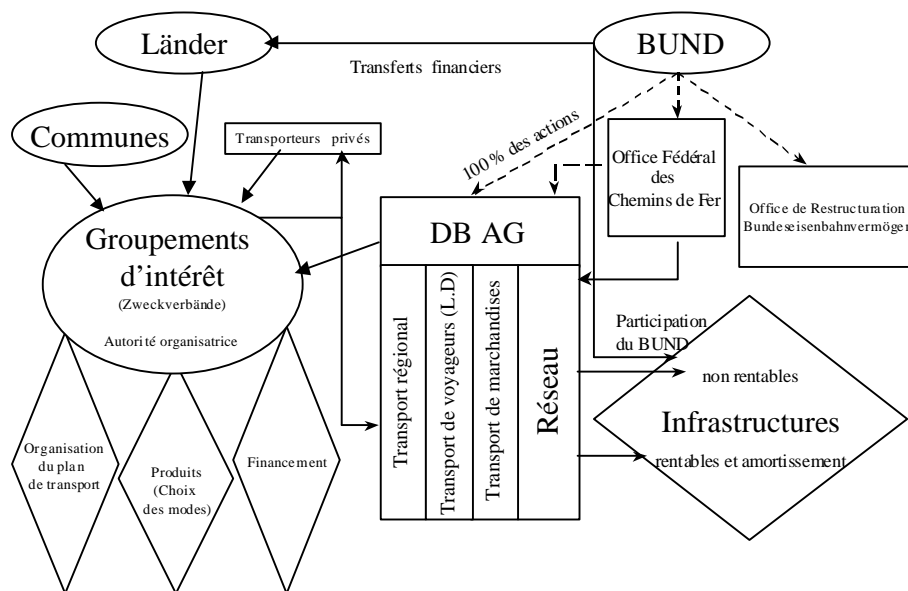 Länder
BUND
Transferts financiers
Communes
Transporteurs privés
100% des actions
Office Fédéral
des
Chemins de Fer
Office de Restructuration
Bundeseisenbahnvermögen
Groupements
d'intérêt
(Zweckverbände)
Autorité organisatrice
DB AG
Transport régional
Transport de voyageurs (L.D)
Transport de marchandises
Réseau
Participation
du BUND
non rentables
Infrastructures
rentables et amortissement
Organisation
du plan
de transport
Produits
(Choix
des modes)
Financement